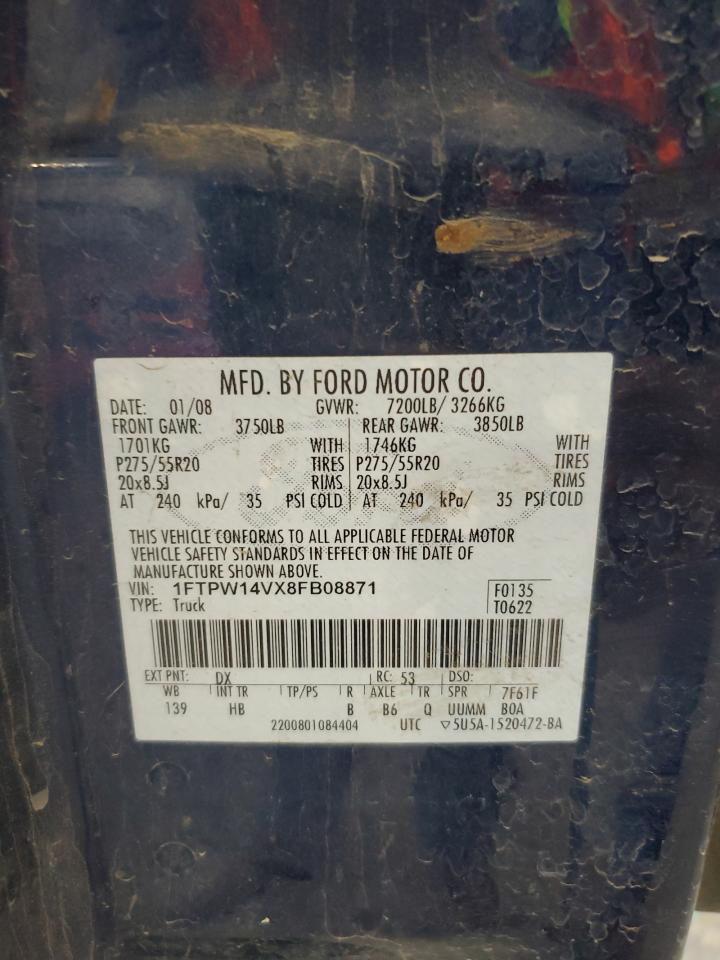 MFD. BY FORD MOTOR CO.
DATE: 01/08 GVWR: 7200LB/ 3266KG
FRONT GAWR: 3750LB REAR GAWR: 3850LB
1701KG WITH 1746KG WITH
P275/55R20 TIRES P275/55R20 TIRES
20x8.5J RIMS 20x8.5J RIMS
AT 240 kPa/ 35 PSI COLD AT 240 kPa/ 35 PSI COLD
THIS VEHICLE CONFORMS TO ALL APPLICABLE FEDERAL MOTOR
VEHICLE SAFETY STANDARDS IN EFFECT ON THE DATE OF
MANUFACTURE SHOWN ABOVE.
VIN: 1FTPW14VX8FB08871 F0135
TYPE: Truck T0622
EXT PNT: DX RC: 53 DSO:
WB INT TR TP/PS R AXLE TR SPR 7F61F
139 HB B B6 Q UUMM B0A
2200801084404 UTC ▽5U5A-1520472-BA